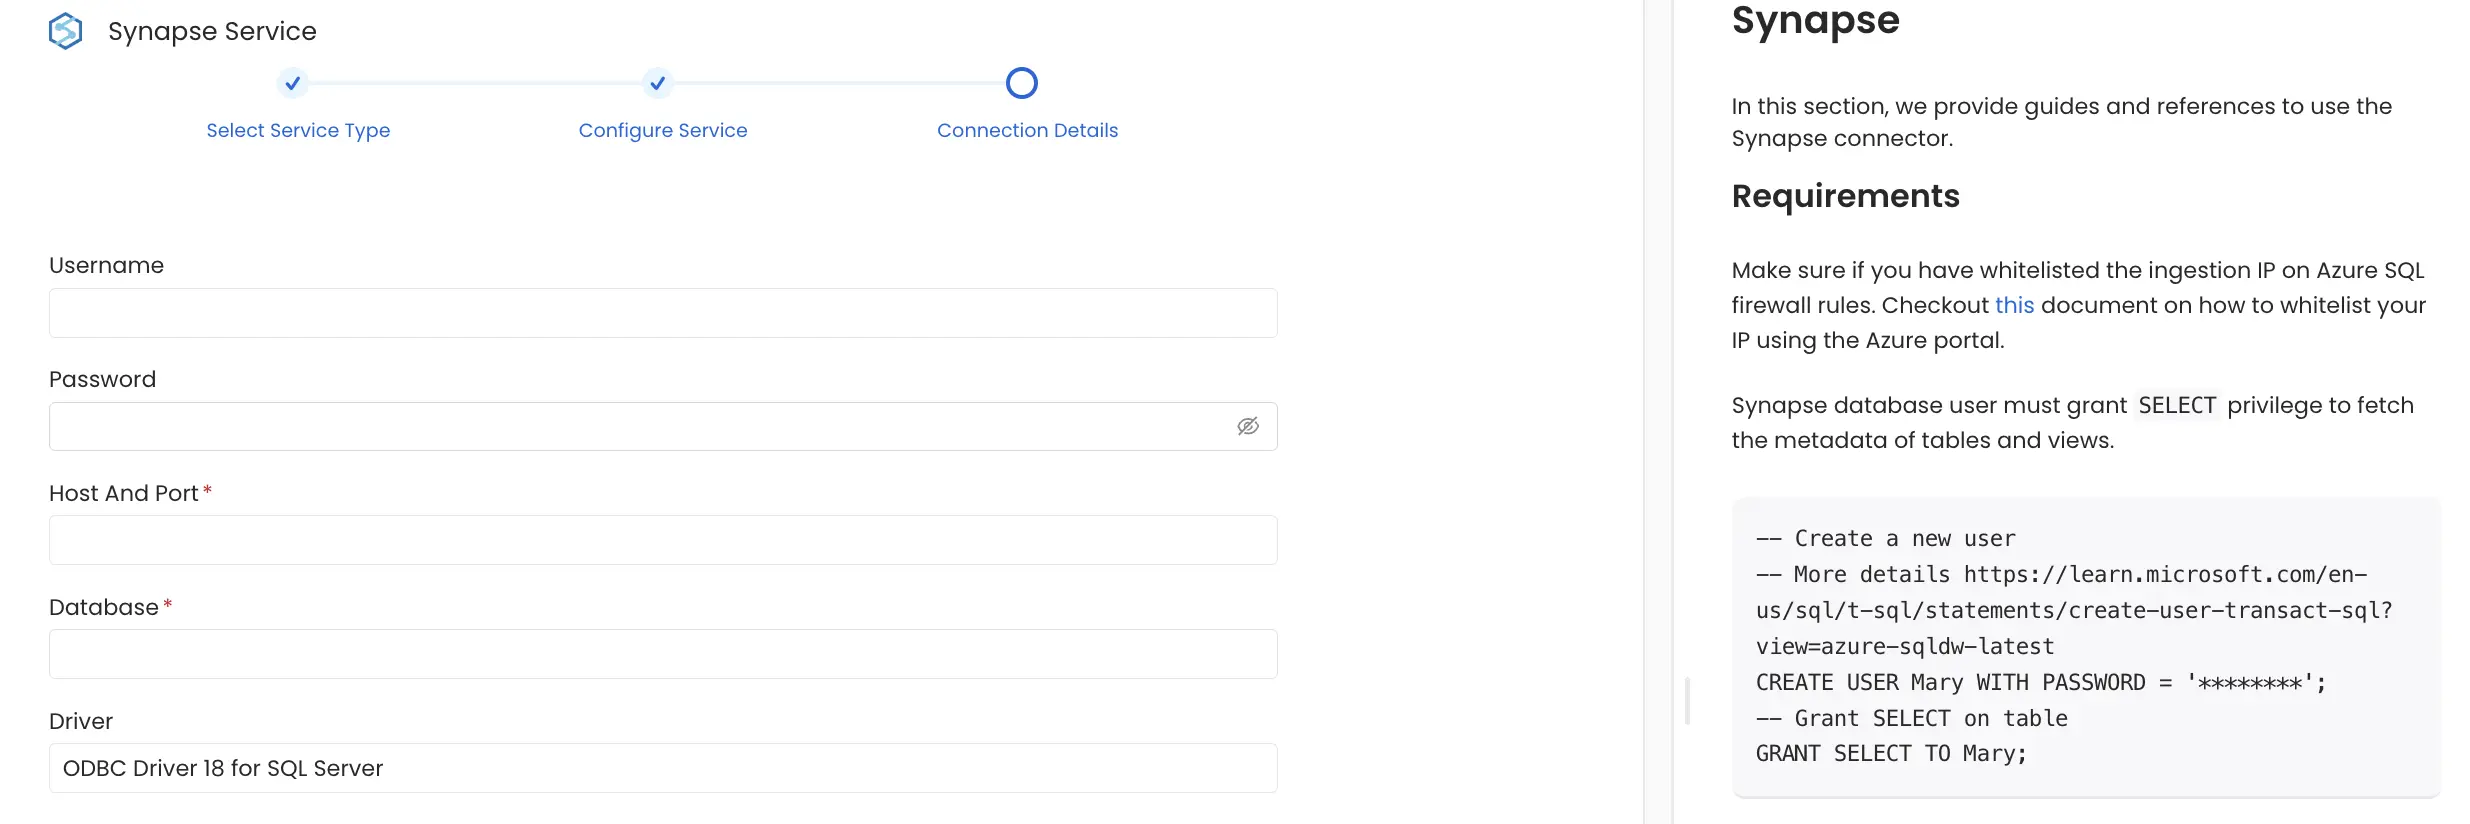 Synapse Service
Select Service Type
Configure Service
Connection Details
Username
Password
Host And Port*
Database*
Driver
ODBC Driver 18 for SQL Server
Synapse
In this section, we provide guides and references to use the
Synapse connector.
Requirements
Make sure if you have whitelisted the ingestion IP on Azure SQL
firewall rules. Checkout this document on how to whitelist your
IP using the Azure portal.
Synapse database user must grant SELECT privilege to fetch
the metadata of tables and views.
-- Create a new user
-- More details https://learn.microsoft.com/en-
us/sql/t-sql/statements/create-user-transact-sql?
view=azure-sqldw-latest
CREATE USER Mary WITH PASSWORD = '********';
-- Grant SELECT on table
GRANT SELECT TO Mary;